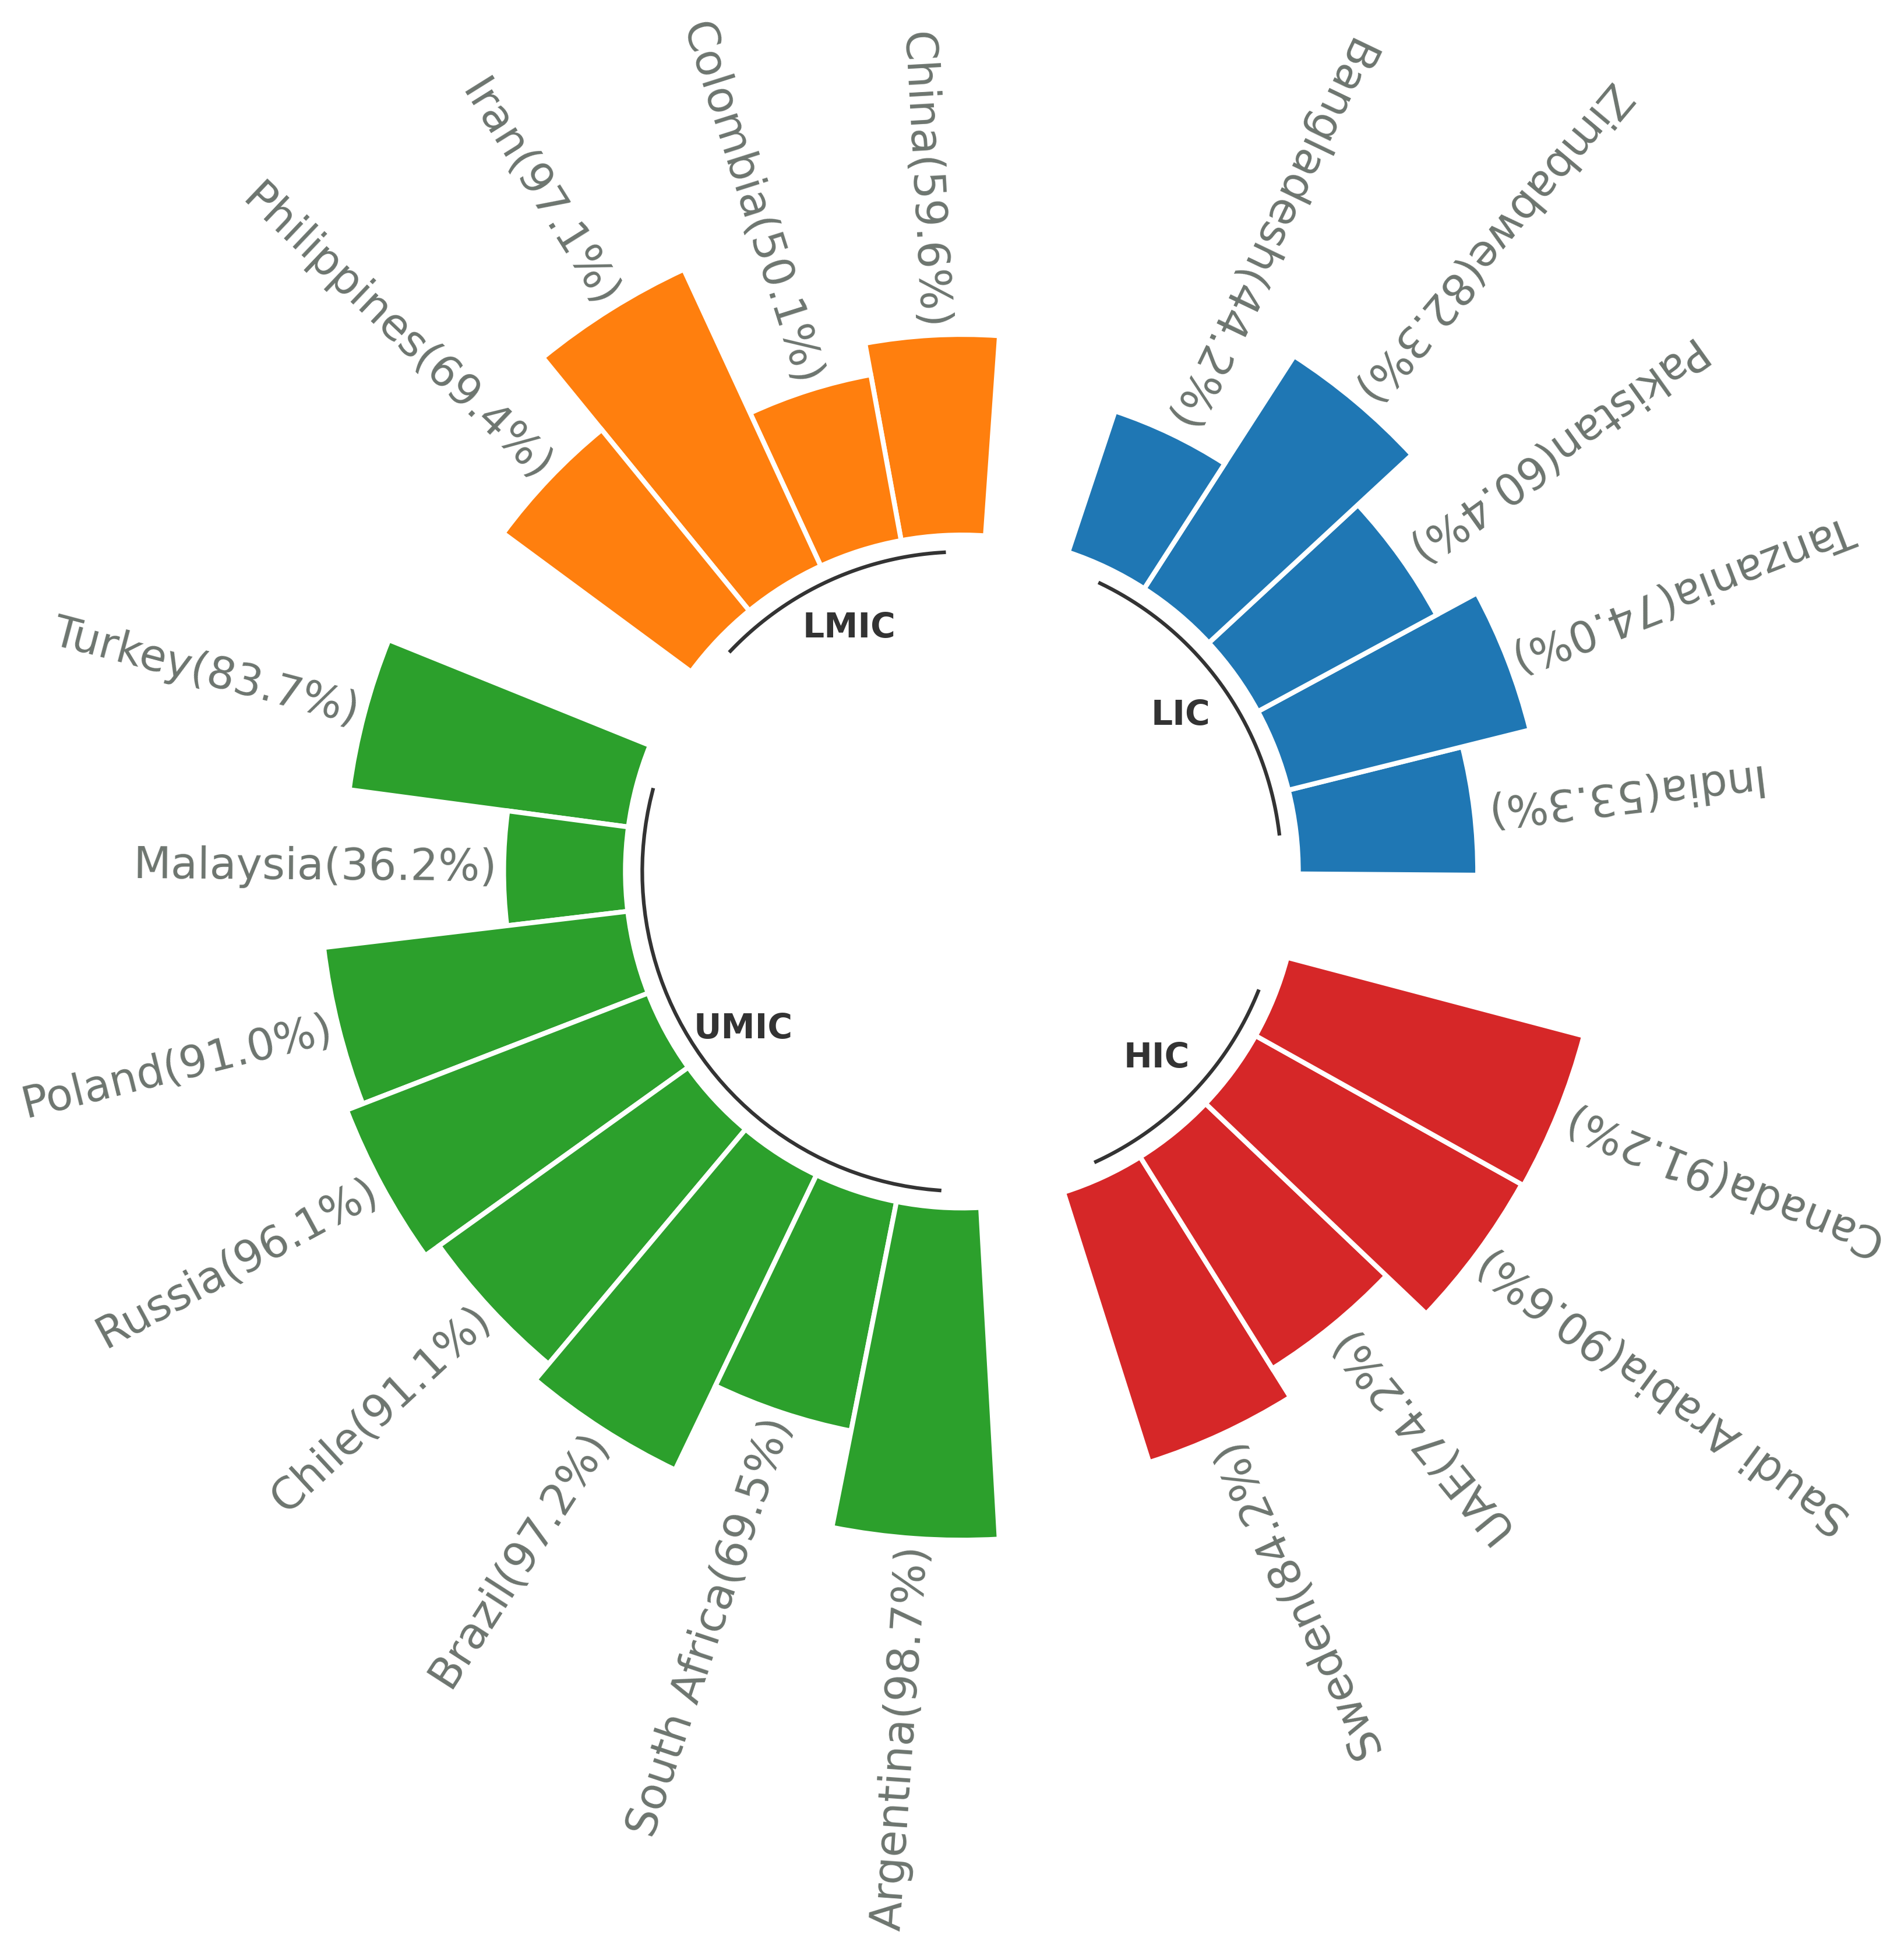 China(59.6%)
Colombia(50.1%)
Iran(97.1%)
Philippines(69.4%)
LMIC
Bangladesh(44.2%)
Zimbabwe(82.3%)
Pakistan(60.4%)
Tanzania(74.0%)
India(53.3%)
LIC
Turkey(83.7%)
Malaysia(36.2%)
Poland(91.0%)
Russia(96.1%)
Chile(91.1%)
Brazil(97.2%)
South Africa(69.5%)
Argentina(98.7%)
UMIC
HIC
Canada(91.2%)
Saudi Arabia(90.6%)
UAE(74.2%)
Sweden(84.2%)